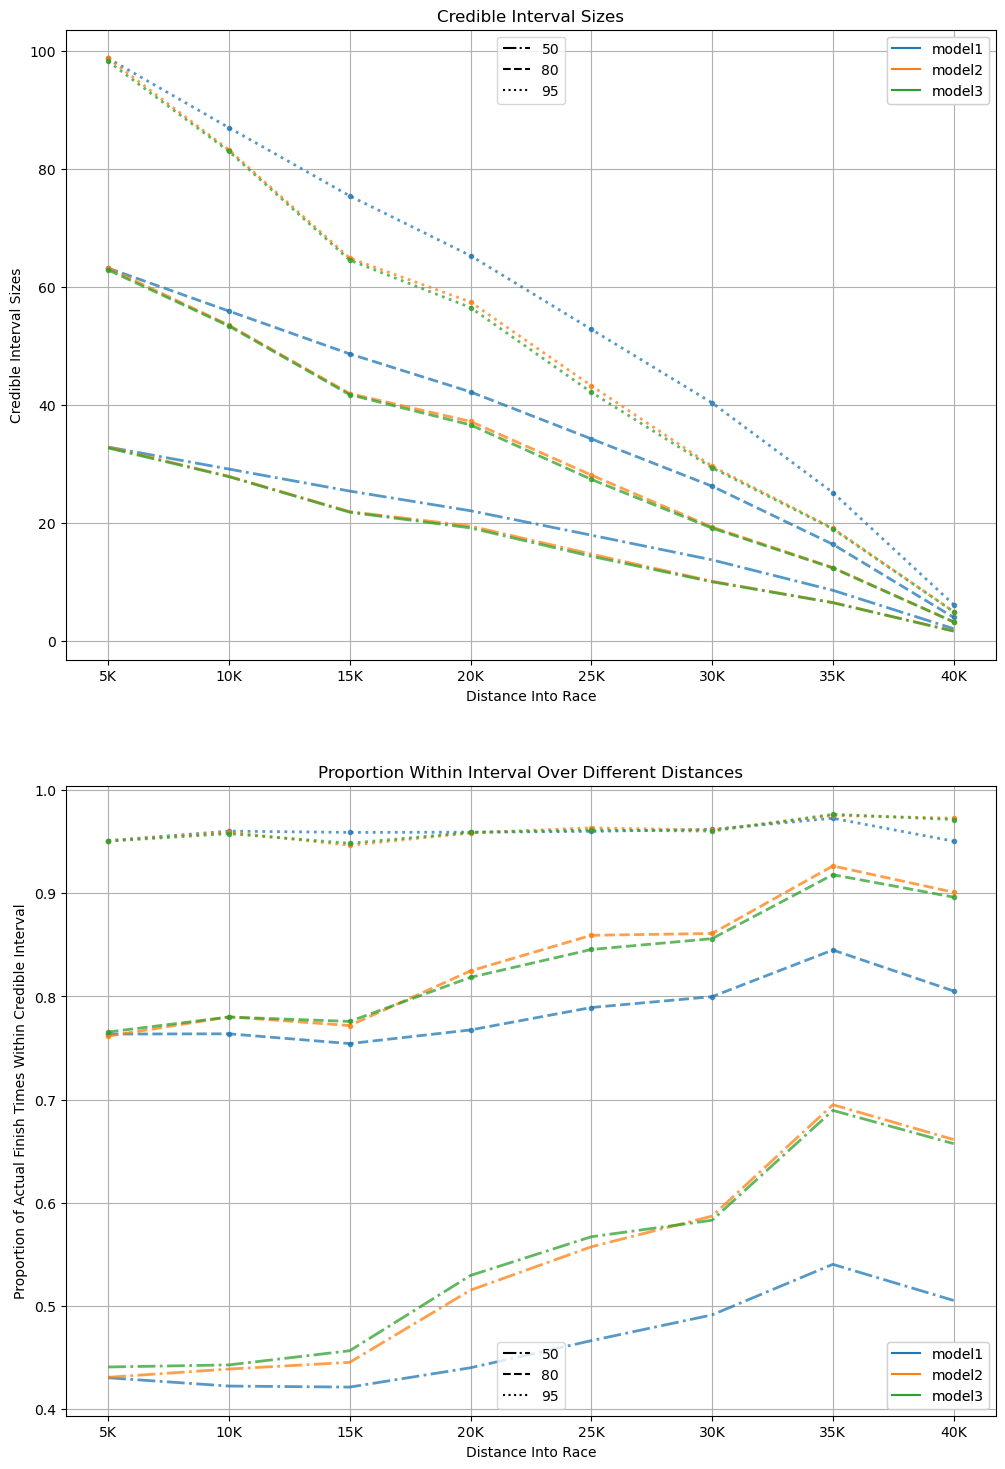 Credible Interval Sizes
50
80
95
model1
model2
model3
Credible Interval Sizes
100
80
60
40
20
0
5K 10K 15K 20K 25K 30K 35K 40K
Distance Into Race
Proportion Within Interval Over Different Distances
Proportion of Actual Finish Times Within Credible Interval
1.0
0.9
0.8
0.7
0.6
0.5
0.4
50
80
95
model1
model2
model3
5K 10K 15K 20K 25K 30K 35K 40K
Distance Into Race